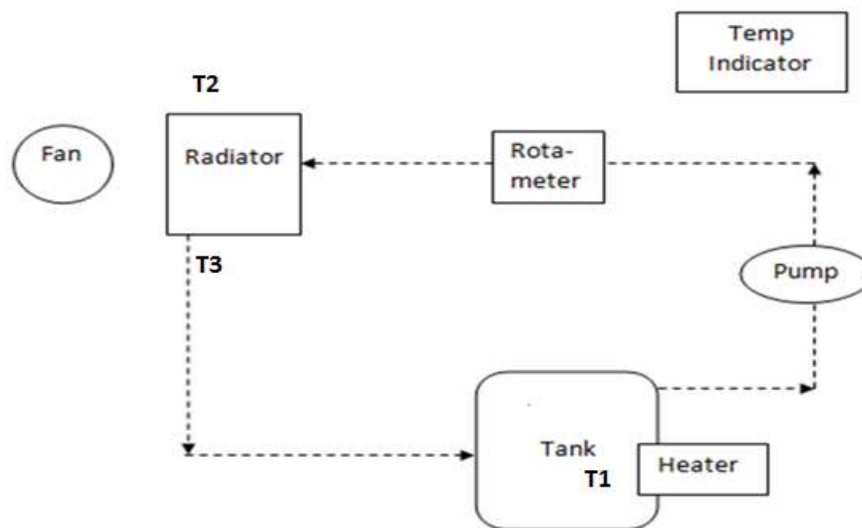 Temp
Indicator
T2
Fan
Radiator
Rota-
meter
T3
Pump
Tank
T1
Heater